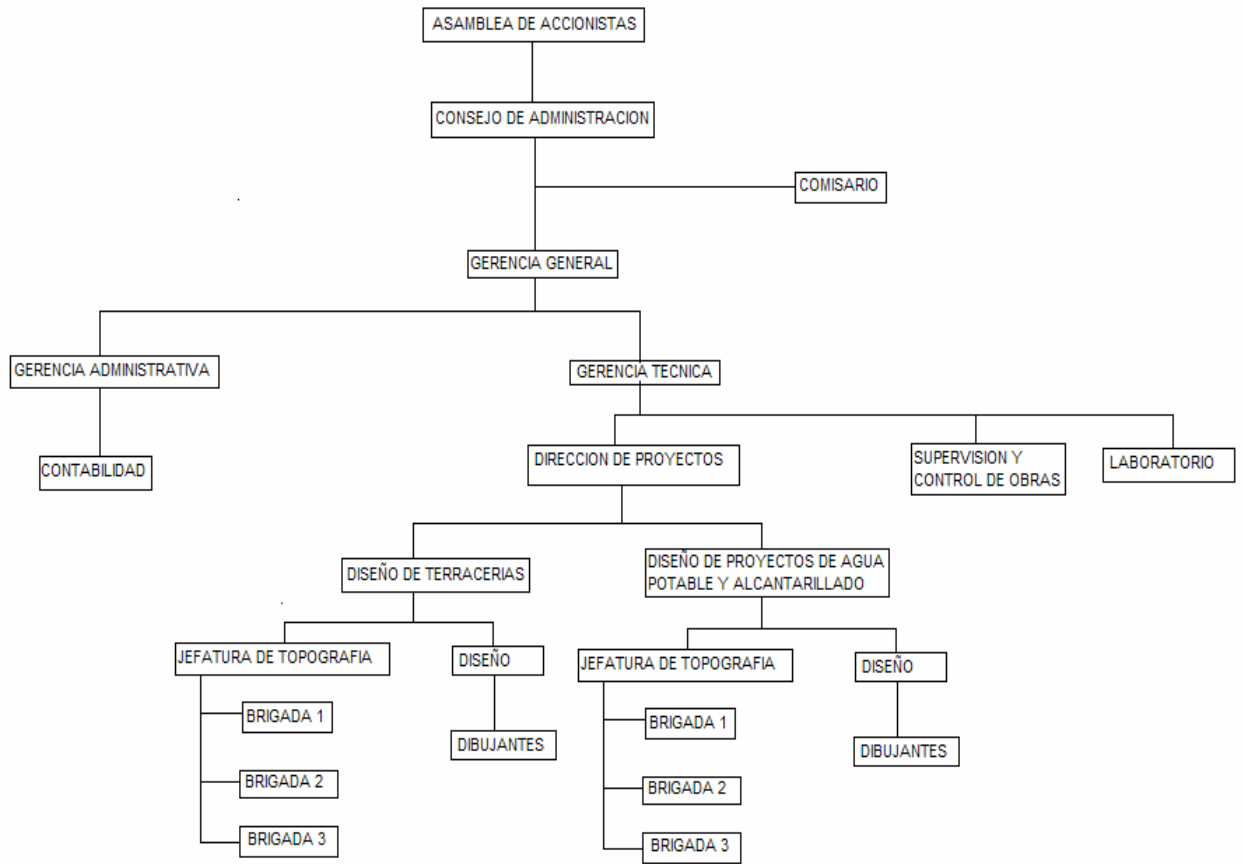 ASAMBLEA DE ACCIONISTAS
CONSEJO DE ADMINISTRACION
COMISARIO
GERENCIA GENERAL
GERENCIA ADMINISTRATIVA
GERENCIA TECNICA
CONTABILIDAD
DIRECCION DE PROYECTOS
SUPERVISION Y
CONTROL DE OBRAS
LABORATORIO
DISEÑO DE TERRACERIAS
DISEÑO DE PROYECTOS DE AGUA
POTABLE Y ALCANTARILLADO
JEFATURA DE TOPOGRAFIA
DISEÑO
JEFATURA DE TOPOGRAFIA
DISEÑO
BRIGADA 1
DIBUJANTES
BRIGADA 1
DIBUJANTES
BRIGADA 2
BRIGADA 2
BRIGADA 3
BRIGADA 3